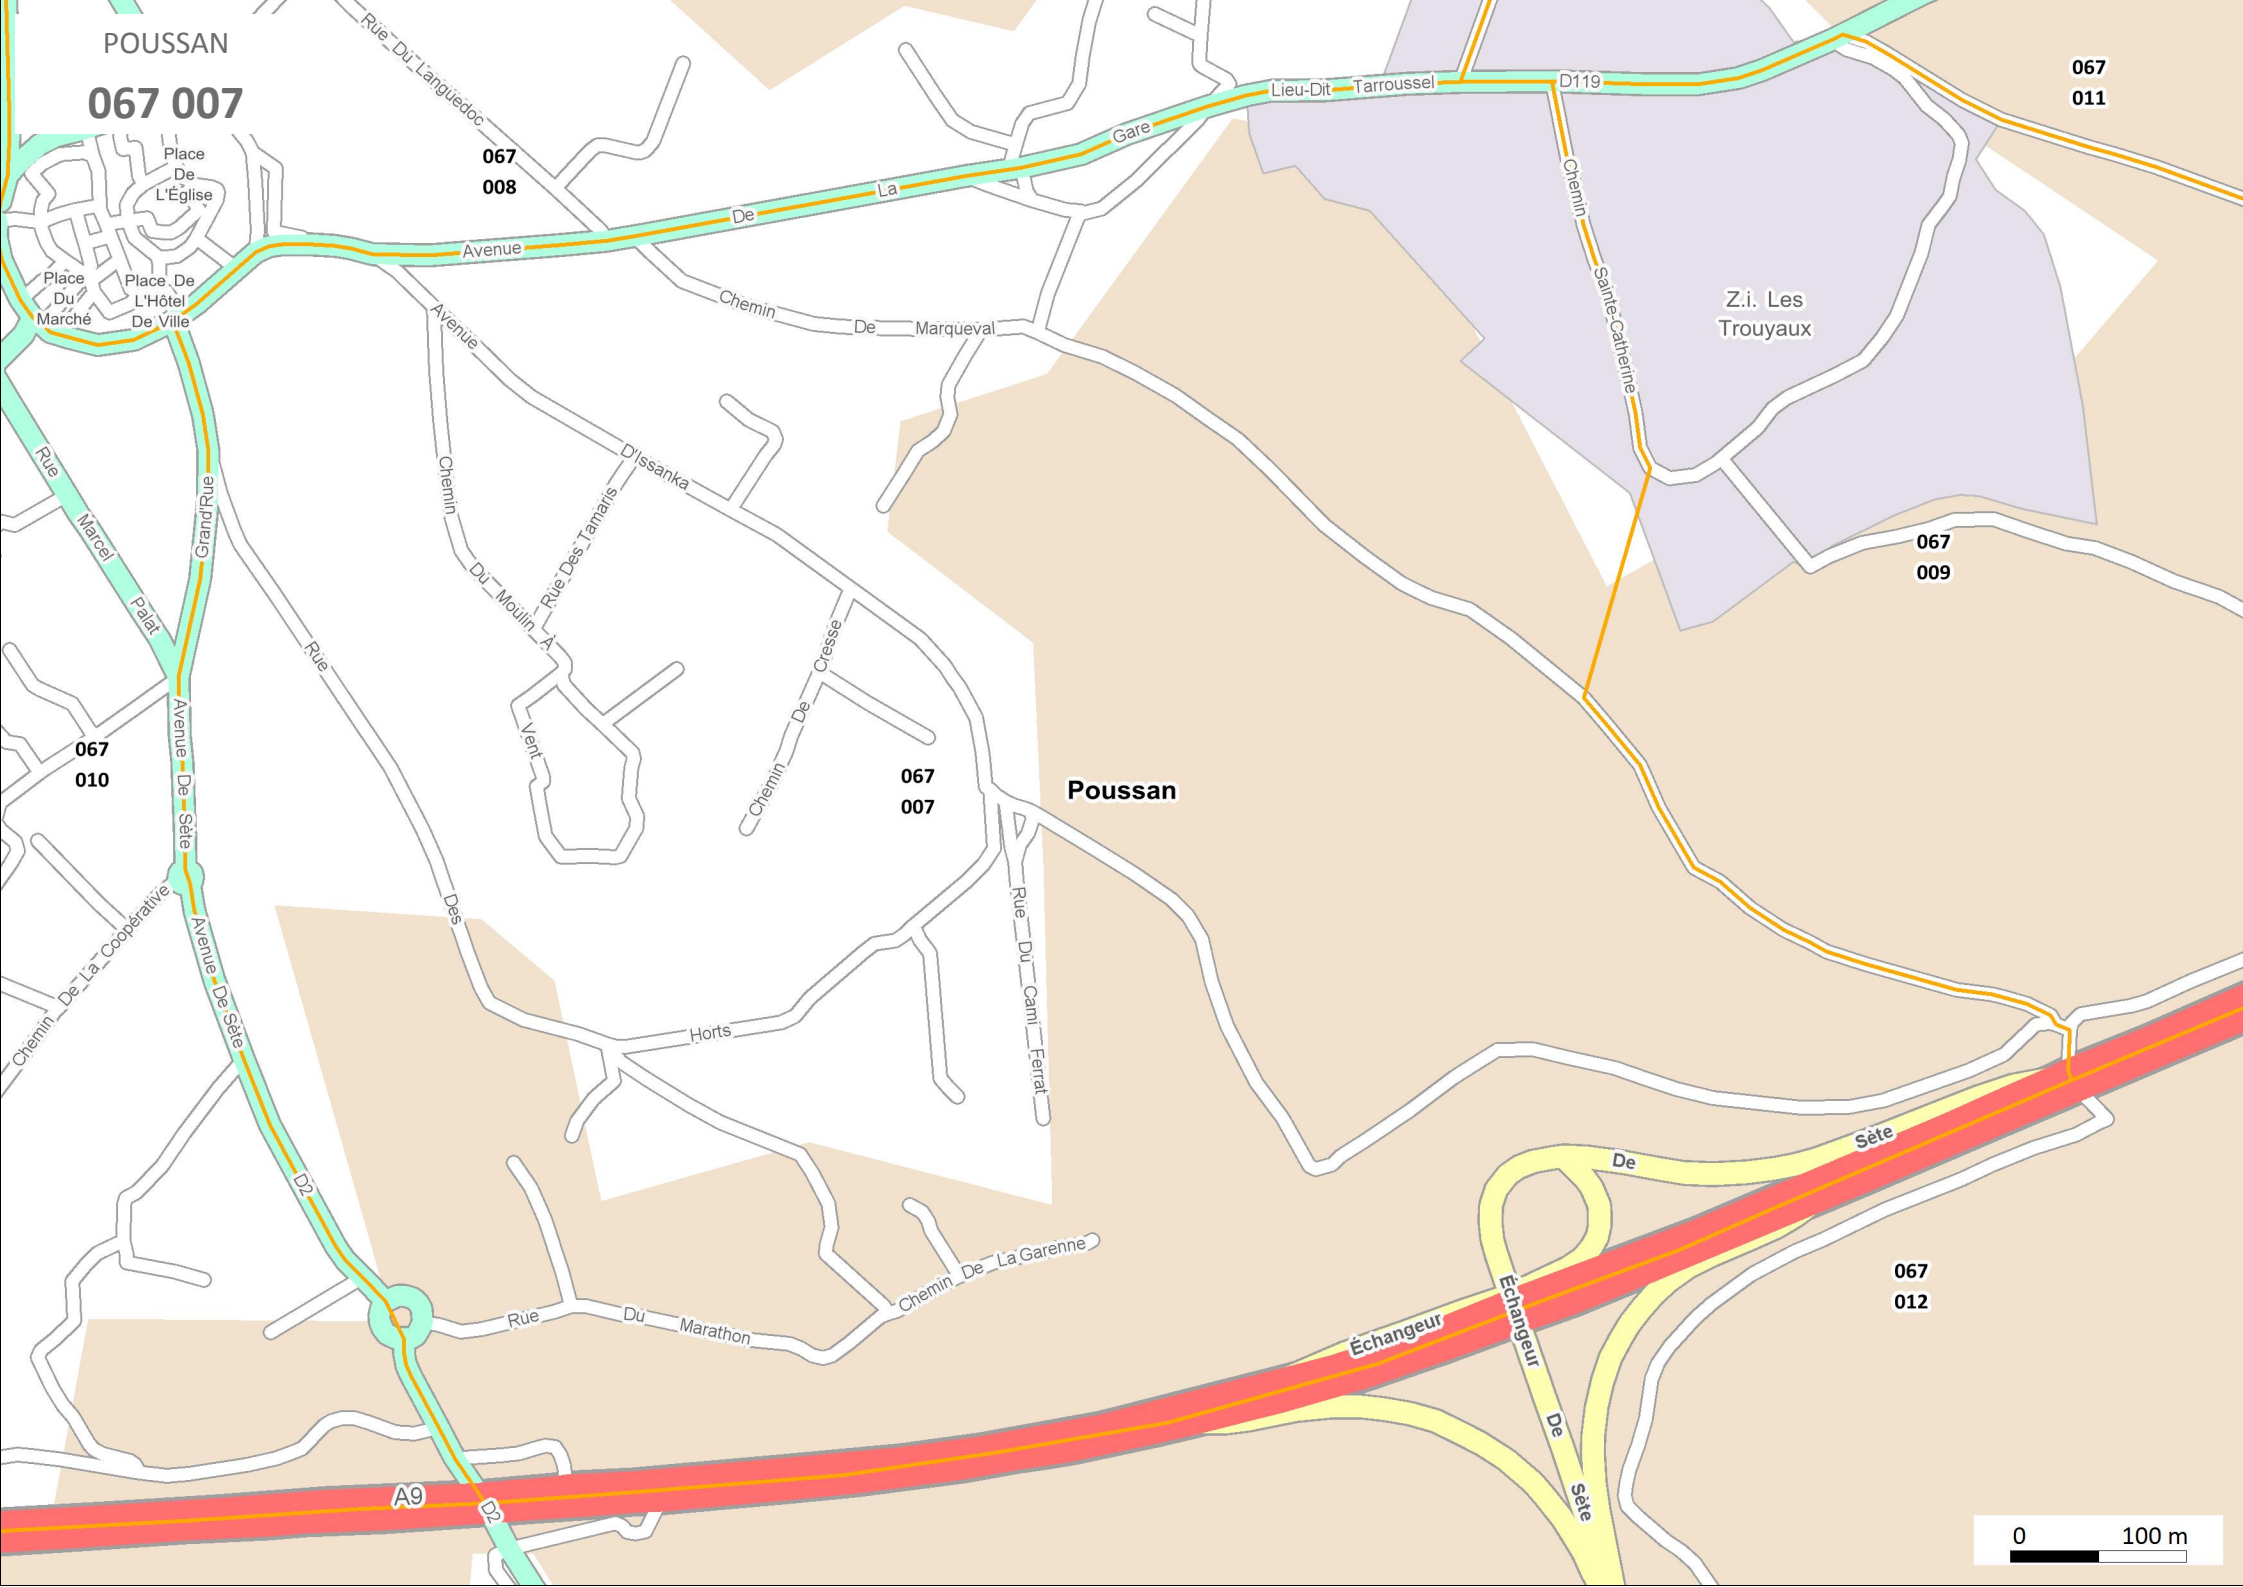 POUSSAN
067 007
Rue Du Languedoc
067
008
Place
De
L'Église
Place
Du
Marché
Place De
L'Hôtel
De Ville
Avenue De La Gare
Lieu-Dit Tarroussel
D119
067
011
Chemin Sainte-Catherine
Z.i. Les
Trouyaux
Chemin De Marqueval
Avenue D'Issanka
Rue Marcel Palat
Grand'Rue
Chemin Du Moulin A Vent
Rue Des Tamaris
Chemin De Cresse
067
009
067
010
Avenue De Sète
Rue Des Horts
067
007
Poussan
Chemin De La Coopérative
Avenue De Sète
Rue Du Cami Ferrat
D2
Rue Du Marathon
Chemin De La Garenne
Échangeur De Sète
Échangeur De Sète
067
012
A9
D2
0 100 m